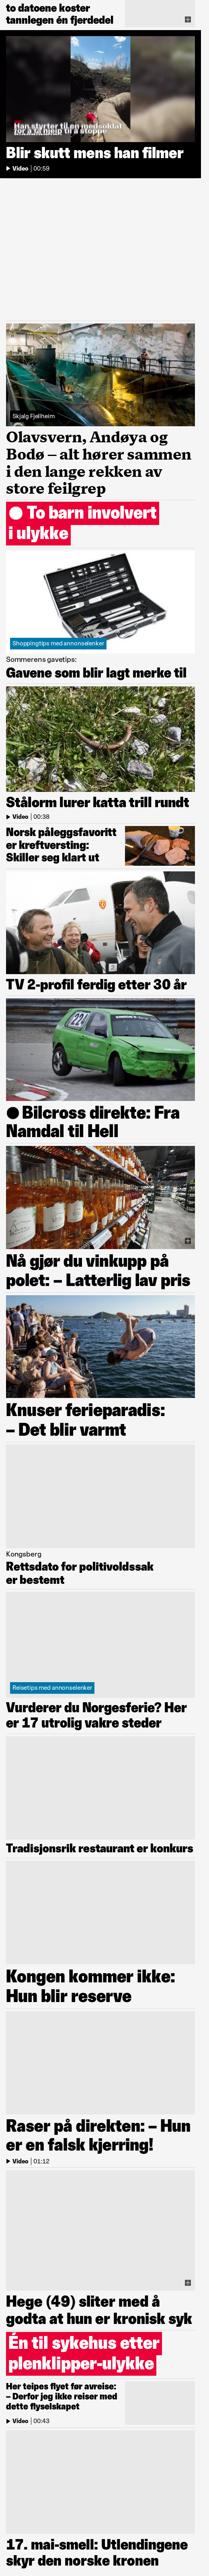 to datoene koster
tannlegen én fjerdedel
Han styrter til en medsoldat
for å få hjelp til å stoppe
Blir skutt mens han filmer
Video | 00:59
Skjalg Fjellheim
Olavsvern, Andøya og
Bodø – alt hører sammen
i den lange rekken av
store feilgrep
To barn involvert
i ulykke
Shoppingtips med annonselenker
Sommerens gavetips:
Gavene som blir lagt merke til
Stålorm lurer katta trill rundt
Video | 00:38
Norsk påleggsfavoritt
er kreftversting:
Skiller seg klart ut
2
TV 2-profil ferdig etter 30 år
22
Bilcross direkte: Fra
Namdal til Hell
Nå gjør du vinkupp på
polet: – Latterlig lav pris
Knuser ferieparadis:
– Det blir varmt
Kongsberg
Rettsdato for politivoldssak
er bestemt
Reisetips med annonselenker
Vurderer du Norgesferie? Her
er 17 utrolig vakre steder
Tradisjonsrik restaurant er konkurs
Kongen kommer ikke:
Hun blir reserve
Raser på direkten: – Hun
er en falsk kjerring!
Video | 01:12
Hege (49) sliter med å
godta at hun er kronisk syk
Én til sykehus etter
plenklipper-ulykke
Her teipes flyet før avreise:
– Derfor jeg ikke reiser med
dette flyselskapet
Video | 00:43
17. mai-smell: Utlendingene
skyr den norske kronen